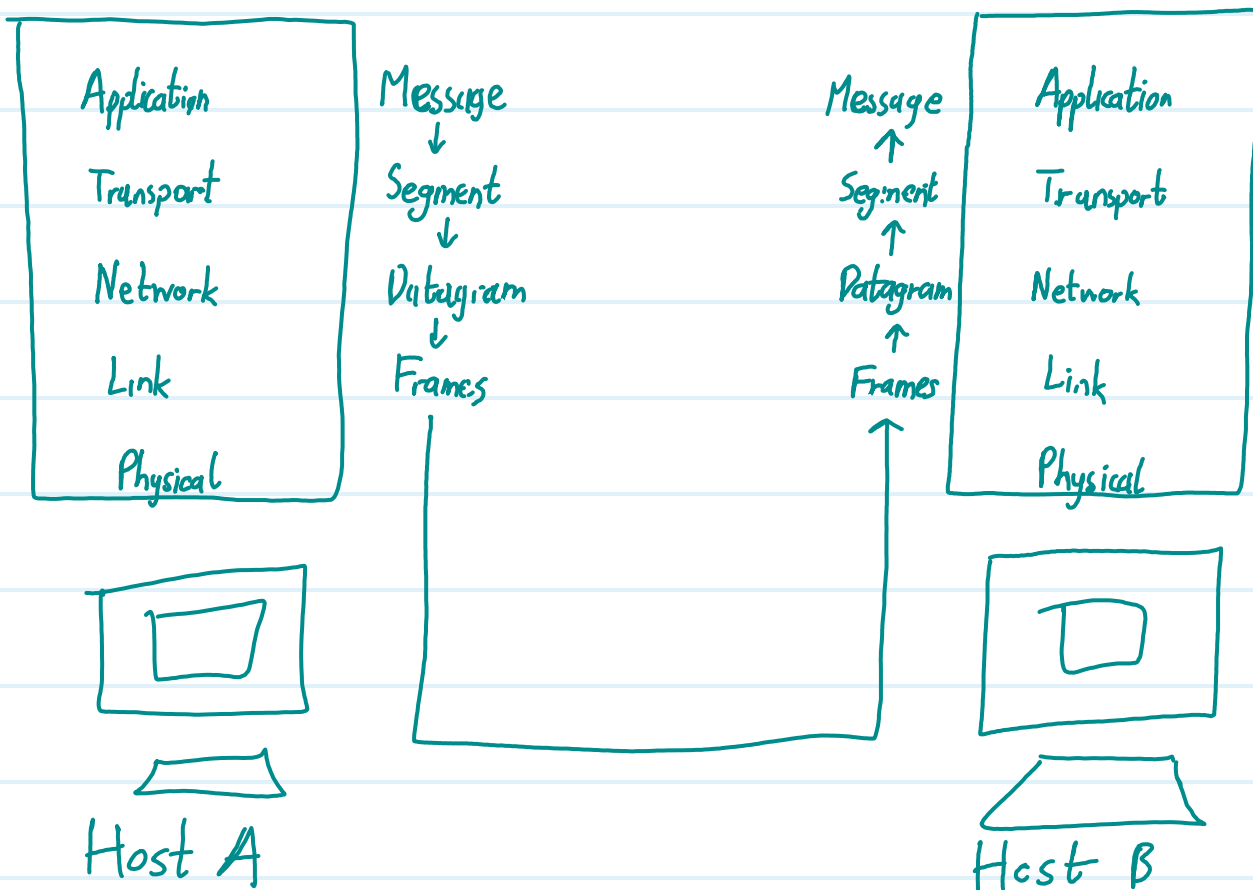 Application Message Message Application
Transport Segment Segment Transport
Network Datagram Datagram Network
Link Frames Frames Link
Physical Physical
Host A Host B